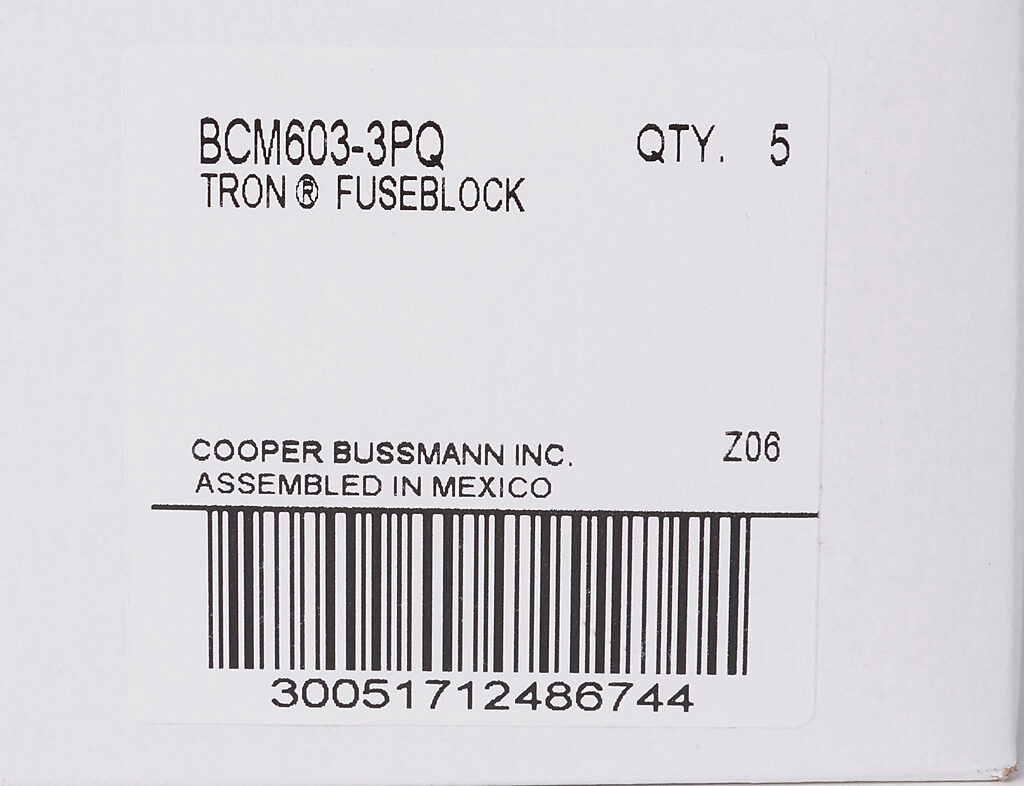 BCM603-3PQ QTY. 5
TRON® FUSEBLOCK
COOPER BUSSMANN INC. Z06
ASSEMBLED IN MEXICO
30051712486744